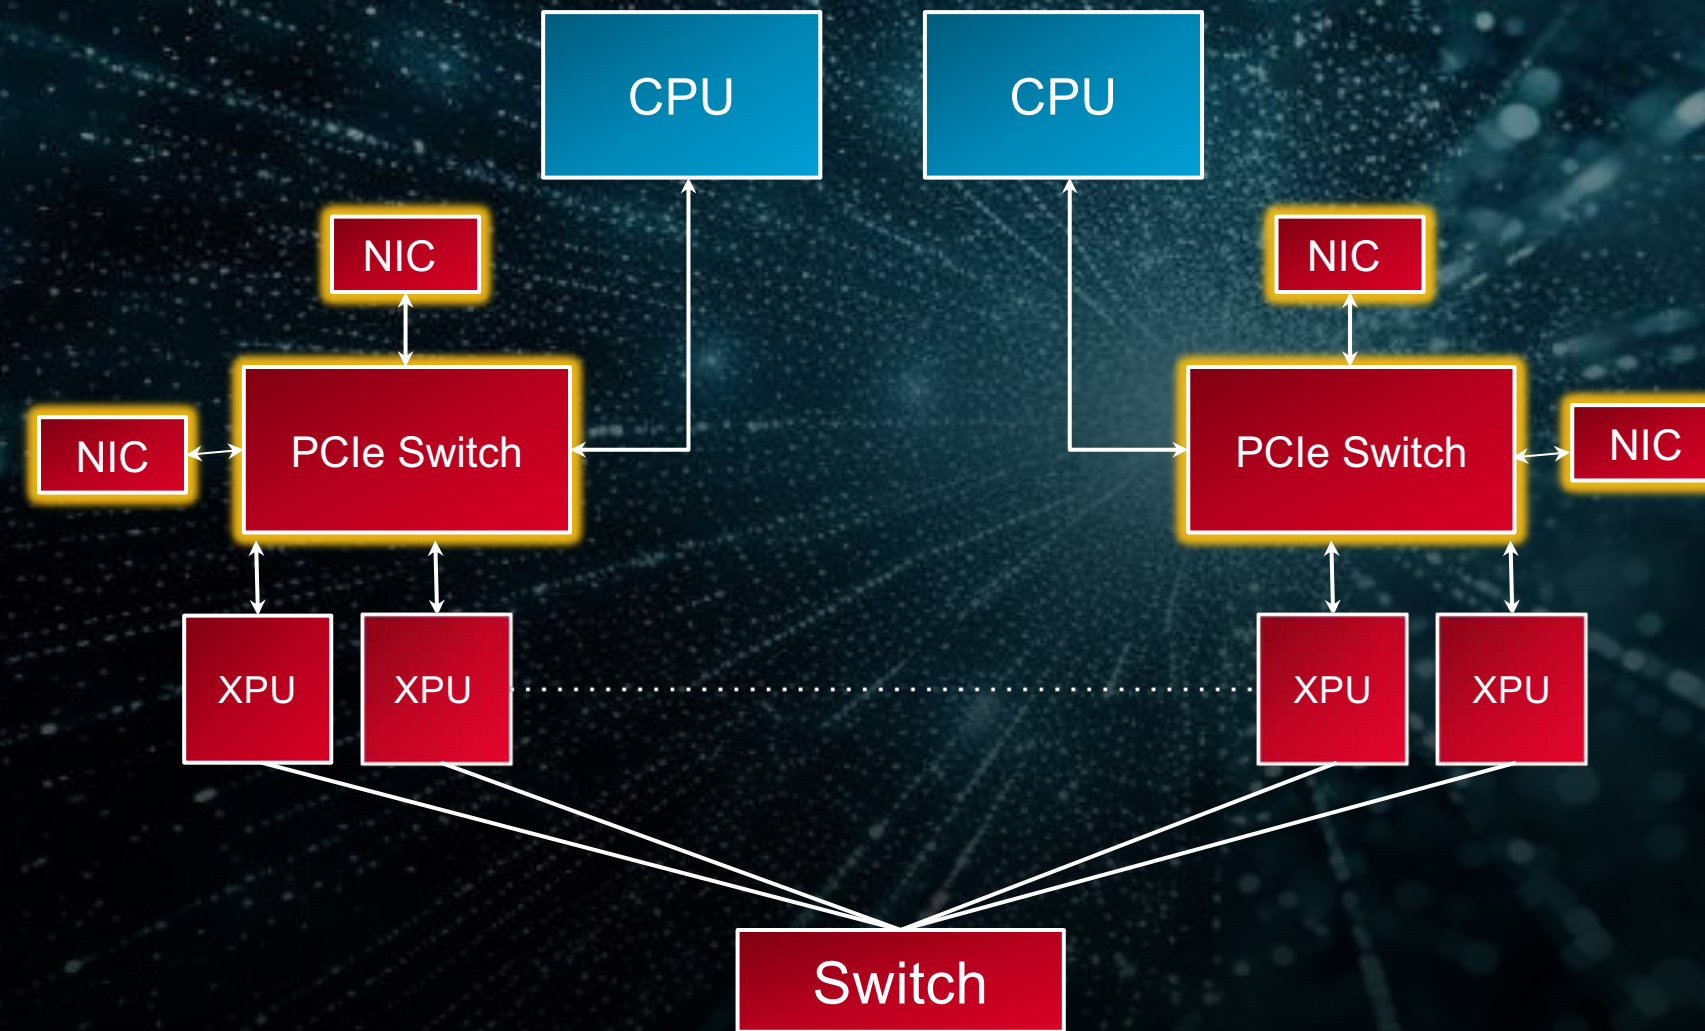 CPU
CPU
NIC
NIC
NIC
PCIe Switch
PCIe Switch
NIC
XPU
XPU
XPU
XPU
Switch